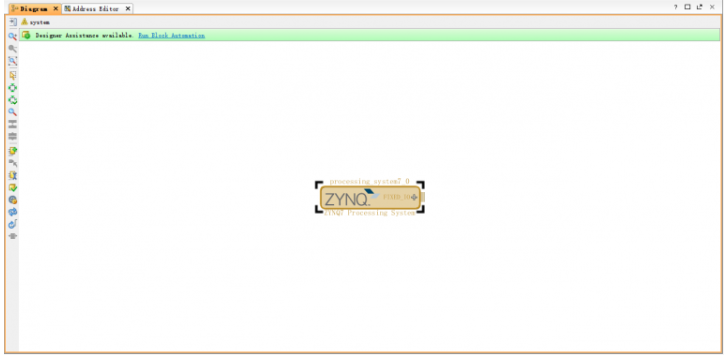 Diagram × Address Editor ×
system
Designer Assistance available. Run Block Automation
processing_system7_0
ZYNQ
ZYNQ7 Processing System